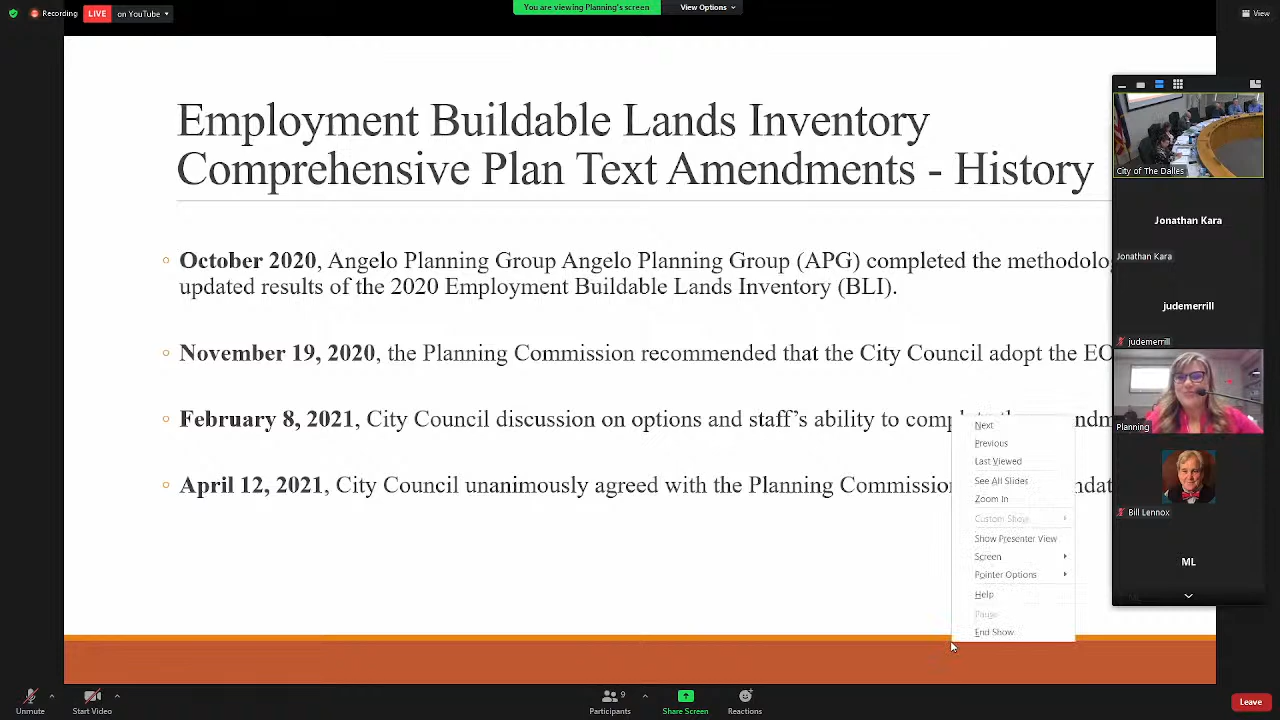 Recording
LIVE on YouTube
You are viewing Planning's screen
View Options
View
Employment Buildable Lands Inventory
Comprehensive Plan Text Amendments - History
October 2020, Angelo Planning Group Angelo Planning Group (APG) completed the methodolog
updated results of the 2020 Employment Buildable Lands Inventory (BLI).
November 19, 2020, the Planning Commission recommended that the City Council adopt the EO
February 8, 2021, City Council discussion on options and staff's ability to
April 12, 2021, City Council unanimously agreed with the Planning Commission
Next
Previous
Last Viewed
See All Slides
Zoom In
Custom Show
Show Presenter View
Screen
Pointer Options
Help
Pause
End Show
City of The Dalles
Jonathan Kara
Jonathan Kara
judemerrill
judemerrill
Planning
Bill Lennox
ML
ML
Unmute
Start Video
9
Participants
Share Screen
Reactions
Leave